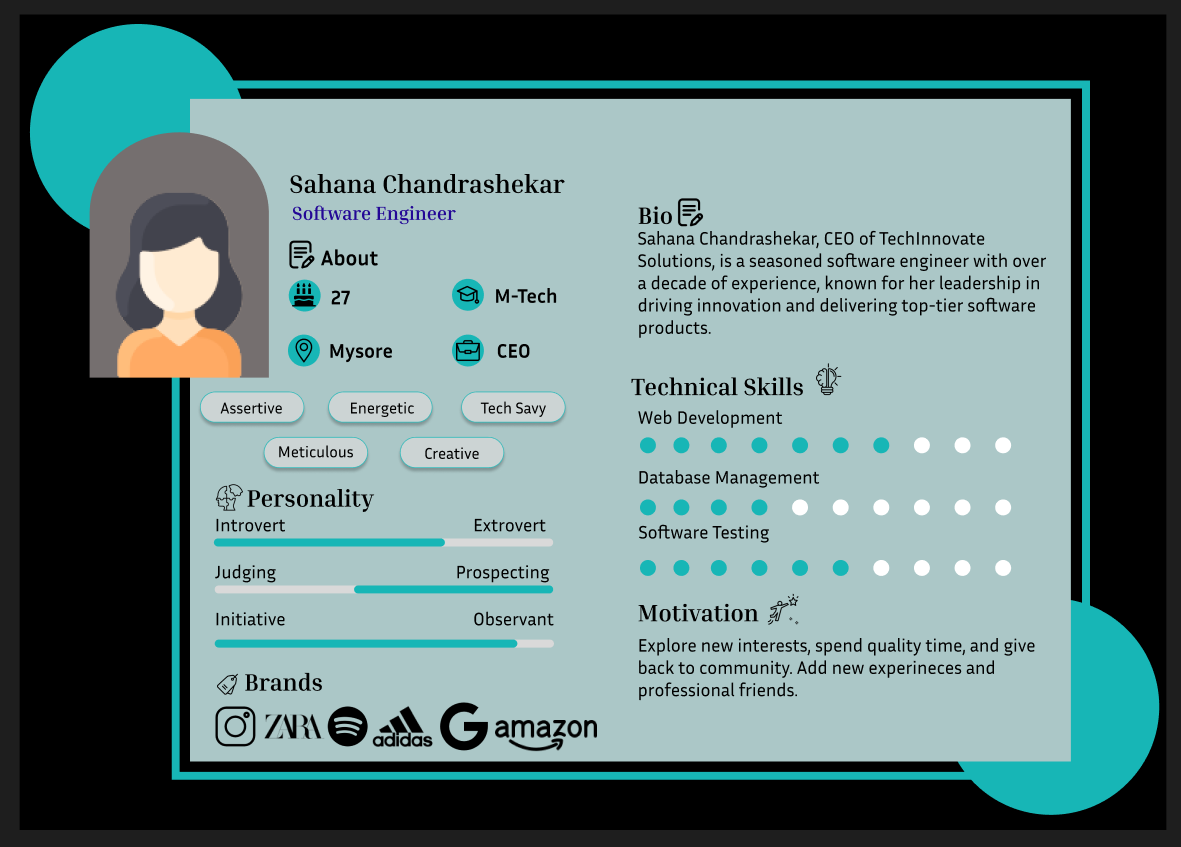 Sahana Chandrashekar
Software Engineer
About
27
M-Tech
Mysore
CEO
Assertive
Energetic
Tech Savy
Meticulous
Creative
Personality
Introvert
Extrovert
Judging
Prospecting
Initiative
Observant
Brands
ZARA
adidas
G
amazon
Bio
Sahana Chandrashekar, CEO of TechInnovate
Solutions, is a seasoned software engineer with over
a decade of experience, known for her leadership in
driving innovation and delivering top-tier software
products.
Technical Skills
Web Development
Database Management
Software Testing
Motivation
Explore new interests, spend quality time, and give
back to community. Add new experineces and
professional friends.